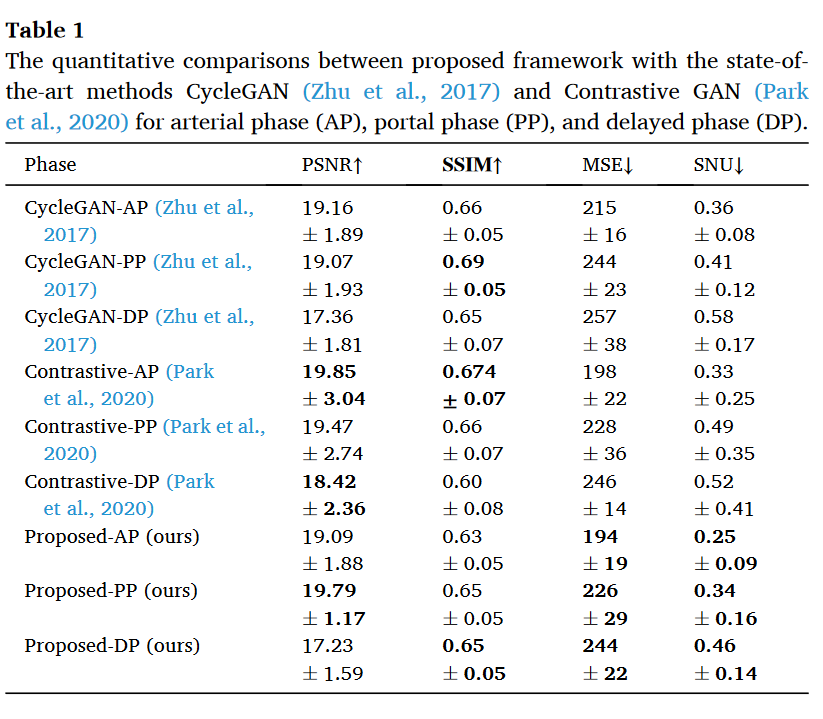 Table 1
The quantitative comparisons between proposed framework with the state-of-
the-art methods CycleGAN (Zhu et al., 2017) and Contrastive GAN (Park
et al., 2020) for arterial phase (AP), portal phase (PP), and delayed phase (DP).
Phase PSNR↑ SSIM↑ MSE↓ SNU↓
CycleGAN-AP (Zhu et al., 19.16 0.66 215 0.36
2017) ± 1.89 ± 0.05 ± 16 ± 0.08
CycleGAN-PP (Zhu et al., 19.07 0.69 244 0.41
2017) ± 1.93 ± 0.05 ± 23 ± 0.12
CycleGAN-DP (Zhu et al., 17.36 0.65 257 0.58
2017) ± 1.81 ± 0.07 ± 38 ± 0.17
Contrastive-AP (Park 19.85 0.674 198 0.33
et al., 2020) ± 3.04 ± 0.07 ± 22 ± 0.25
Contrastive-PP (Park et al., 19.47 0.66 228 0.49
2020) ± 2.74 ± 0.07 ± 36 ± 0.35
Contrastive-DP (Park 18.42 0.60 246 0.52
et al., 2020) ± 2.36 ± 0.08 ± 14 ± 0.41
Proposed-AP (ours) 19.09 0.63 194 0.25
± 1.88 ± 0.05 ± 19 ± 0.09
Proposed-PP (ours) 19.79 0.65 226 0.34
± 1.17 ± 0.05 ± 29 ± 0.16
Proposed-DP (ours) 17.23 0.65 244 0.46
± 1.59 ± 0.05 ± 22 ± 0.14